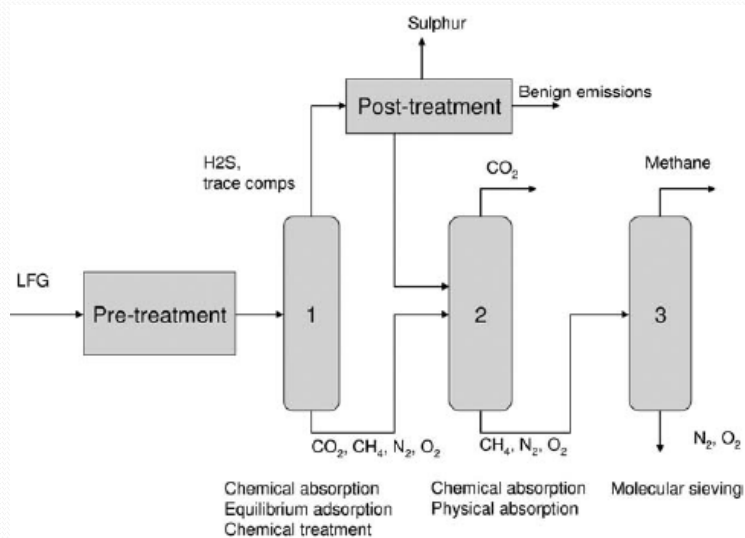 Sulphur
Post-treatment
Benign emissions
H2S,
trace comps
CO₂
Methane
LFG
Pre-treatment
1
2
3
CO₂, CH₄, N₂, O₂
CH₄, N₂, O₂
N₂, O₂
Chemical absorption
Equilibrium adsorption
Chemical treatment
Chemical absorption
Physical absorption
Molecular sieving